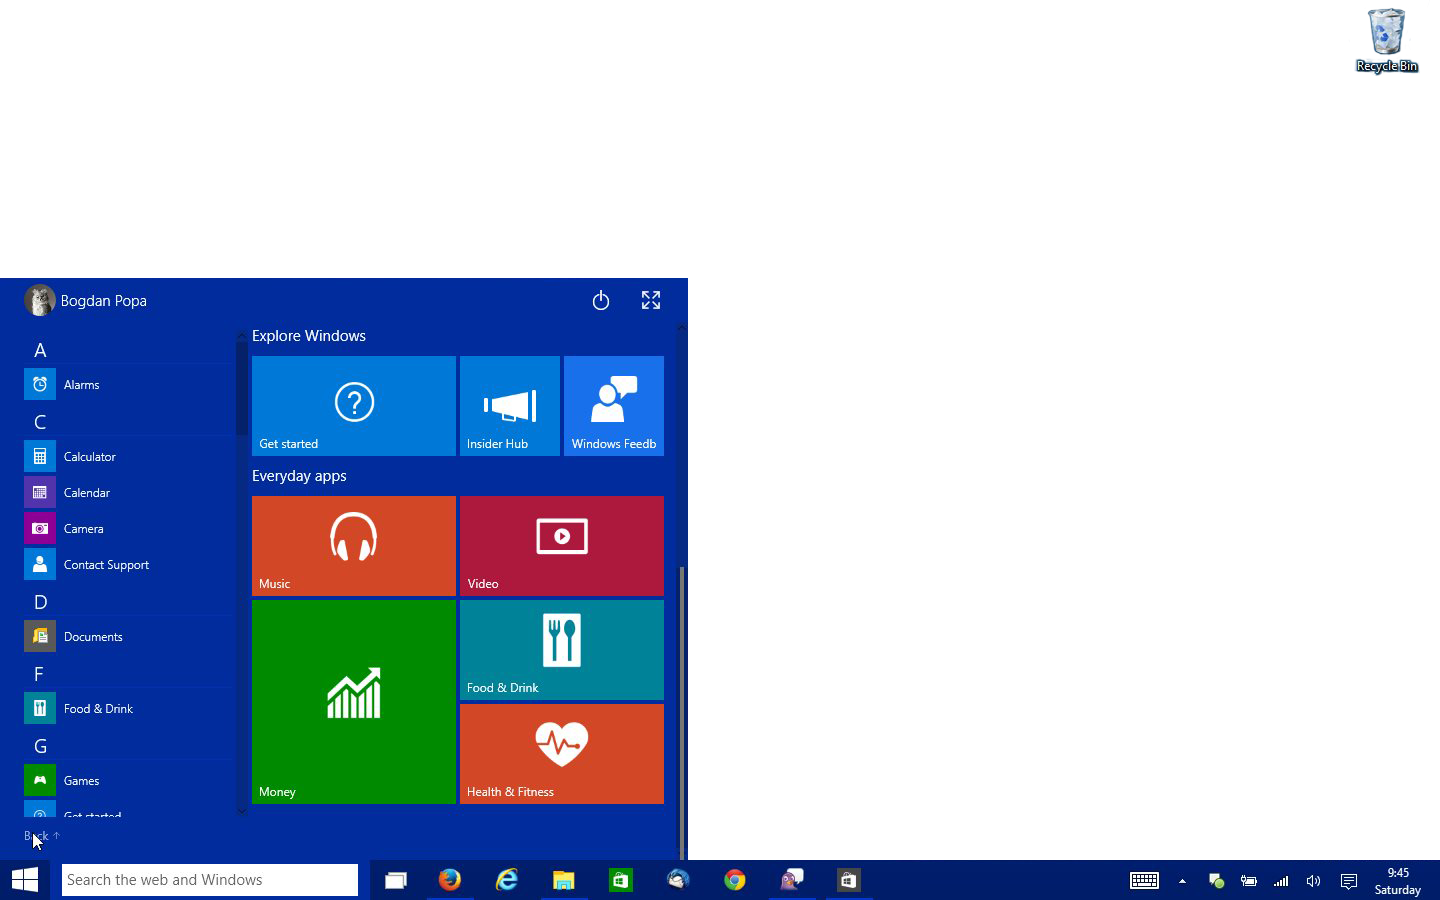 Recycle Bin
Bogdan Popa
A
Alarms
C
Calculator
Calendar
Camera
Contact Support
D
Documents
F
Food & Drink
G
Games
Get started
Back ↑
Explore Windows
Get started
Insider Hub
Windows Feedb
Everyday apps
Music
Video
Money
Food & Drink
Health & Fitness
Search the web and Windows
9:45
Saturday